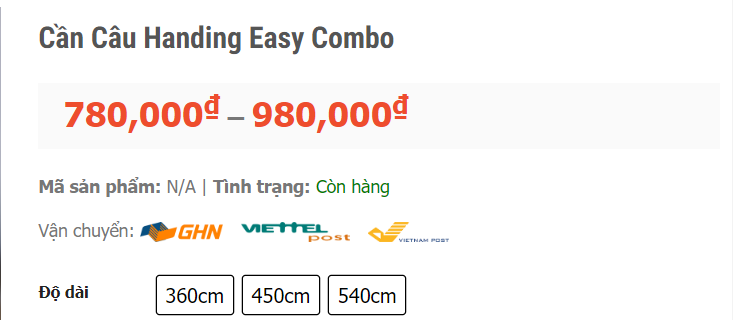 Cần Câu Handing Easy Combo
780,000₫ – 980,000₫
Mã sản phẩm: N/A | Tình trạng: Còn hàng
Vận chuyển: GHN VIETTEL post VIETNAM POST
Độ dài 360cm 450cm 540cm